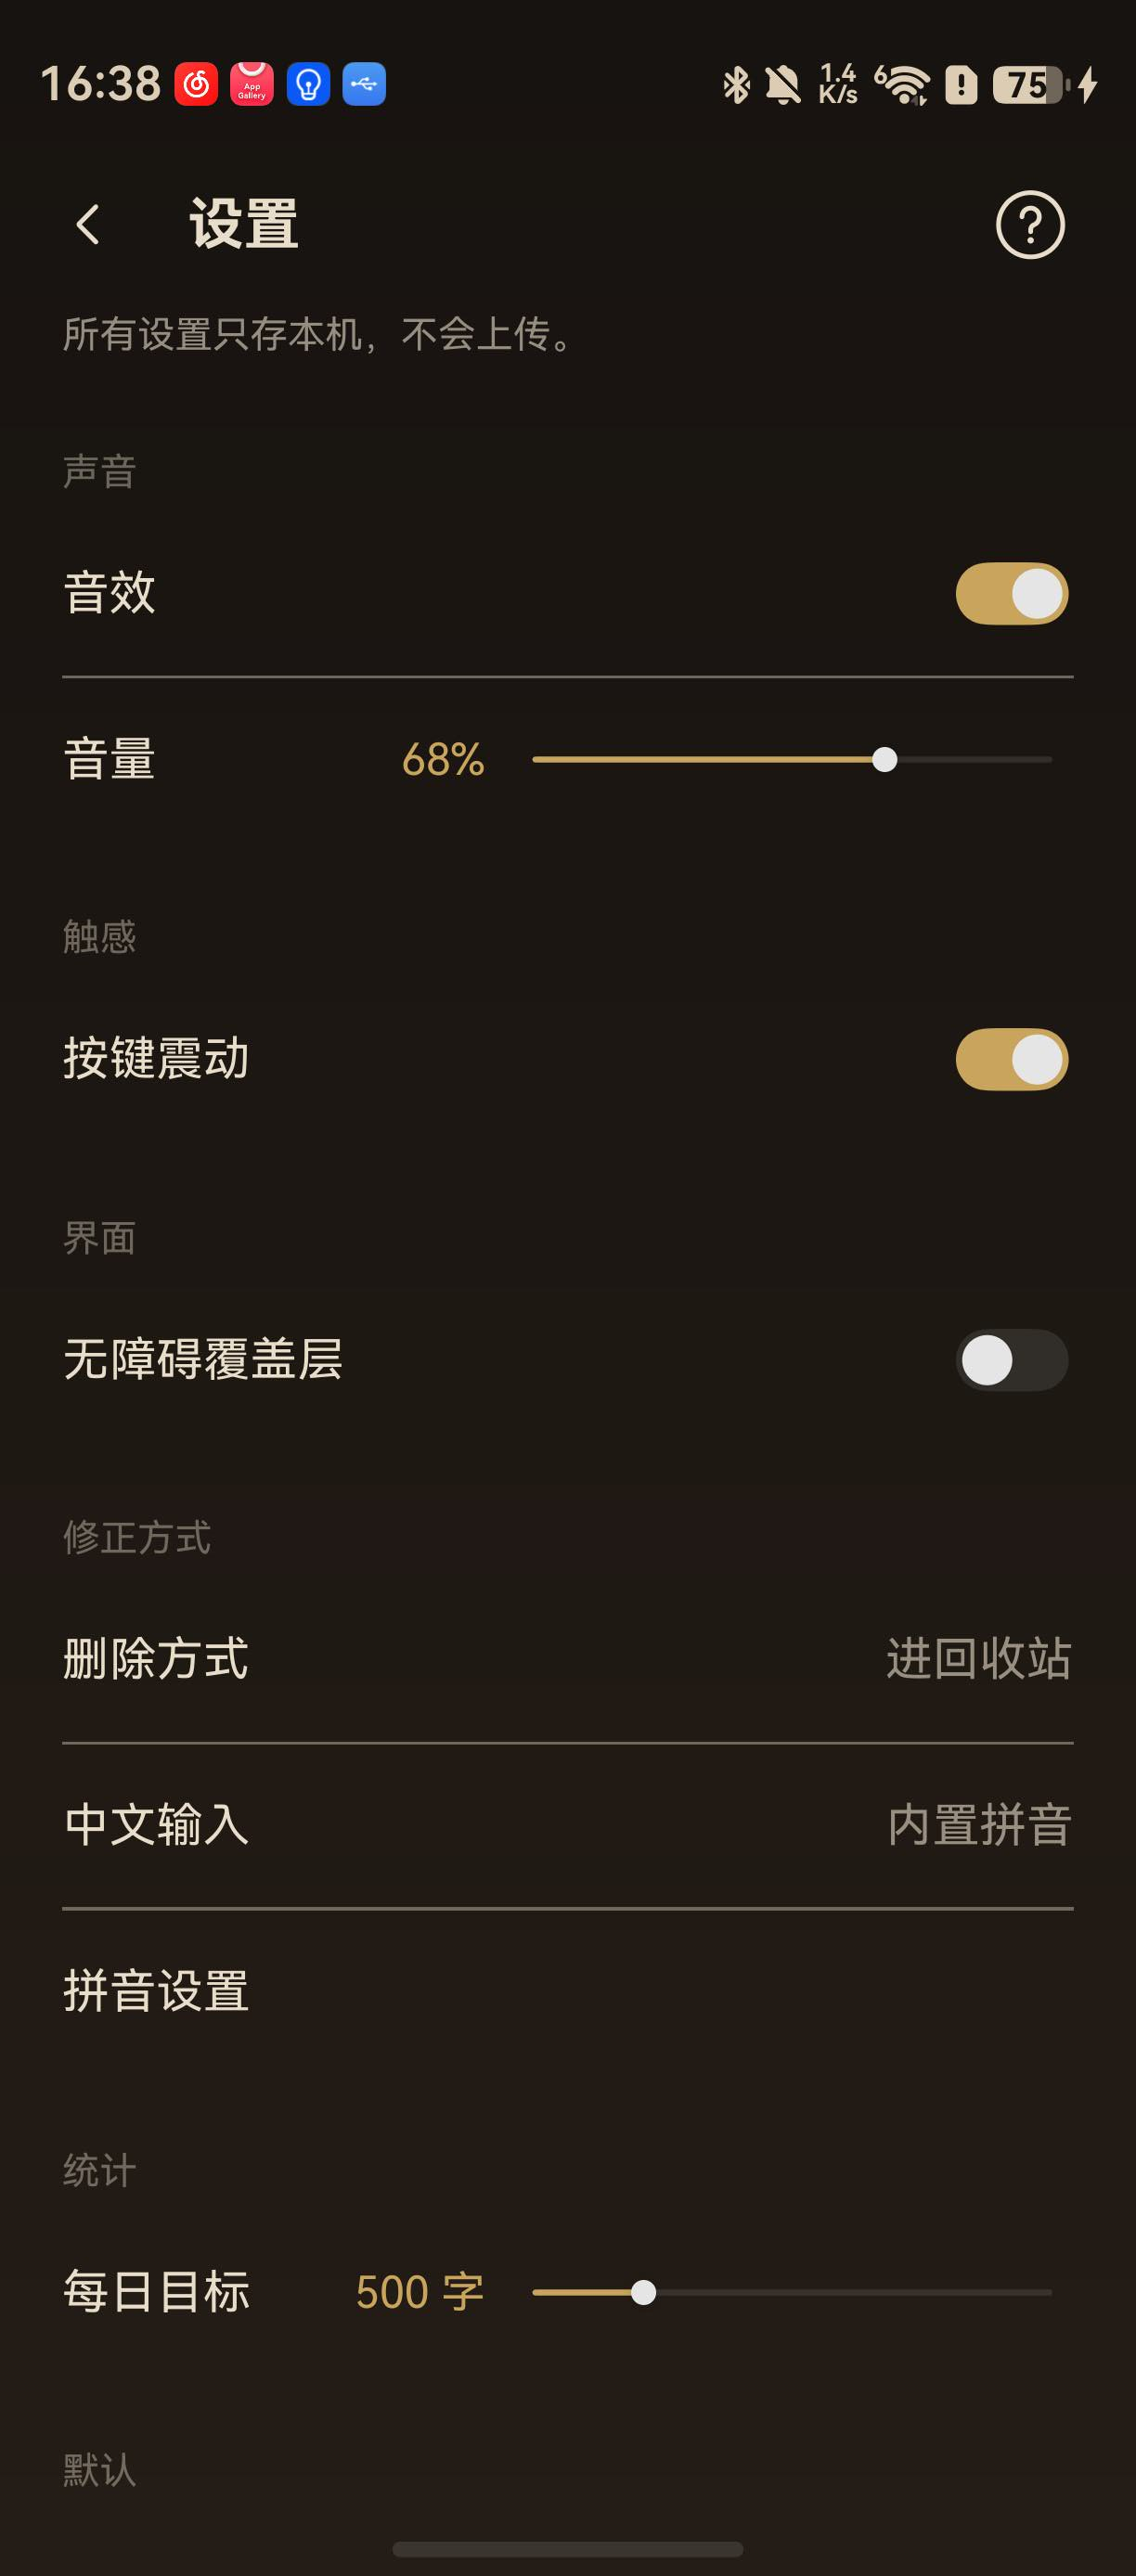 16:38
App
Gallery
1.4
K/s
6
75
设置
所有设置只存本机，不会上传。
声音
音效
音量 68%
触感
按键震动
界面
无障碍覆盖层
修正方式
删除方式 进回收站
中文输入 内置拼音
拼音设置
统计
每日目标 500 字
默认